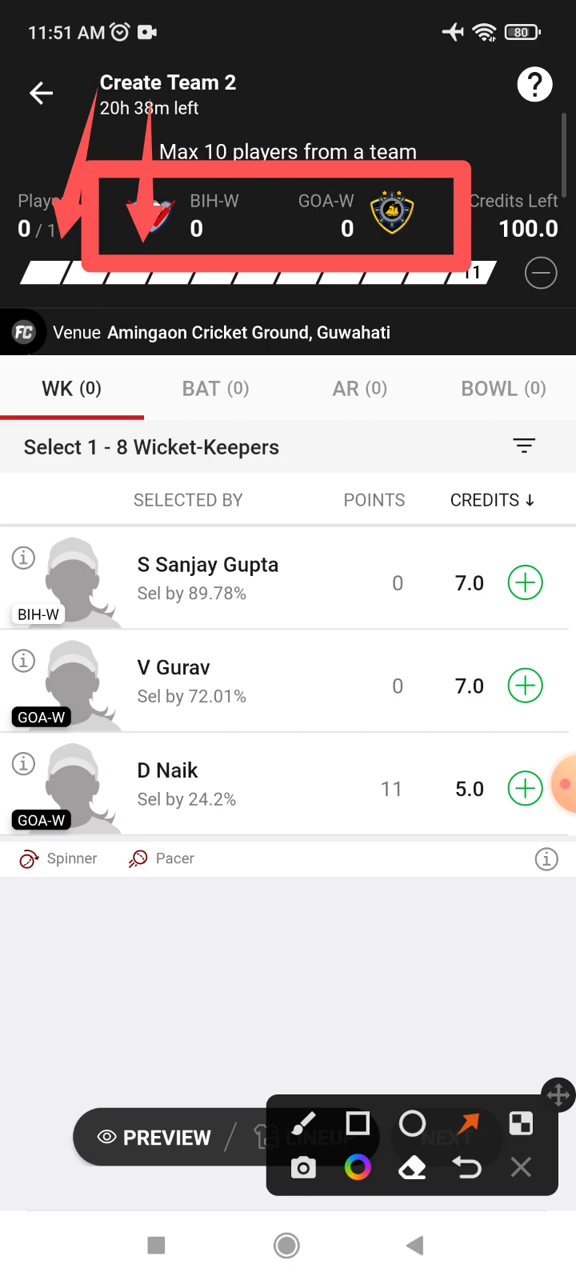 11:51 AM
80
Create Team 2
20h 38m left
?
Max 10 players from a team
BIH-W
GOA-W
Credits Left
0 / 1
0
0
100.0
11
FC Venue Amingaon Cricket Ground, Guwahati
WK (0)
BAT (0)
AR (0)
BOWL (0)
Select 1 - 8 Wicket-Keepers
SELECTED BY
POINTS
CREDITS ↓
S Sanjay Gupta
Sel by 89.78%
0
7.0
BIH-W
V Gurav
Sel by 72.01%
0
7.0
GOA-W
D Naik
Sel by 24.2%
11
5.0
GOA-W
Spinner
Pacer
PREVIEW
/
LINEUP
NEXT